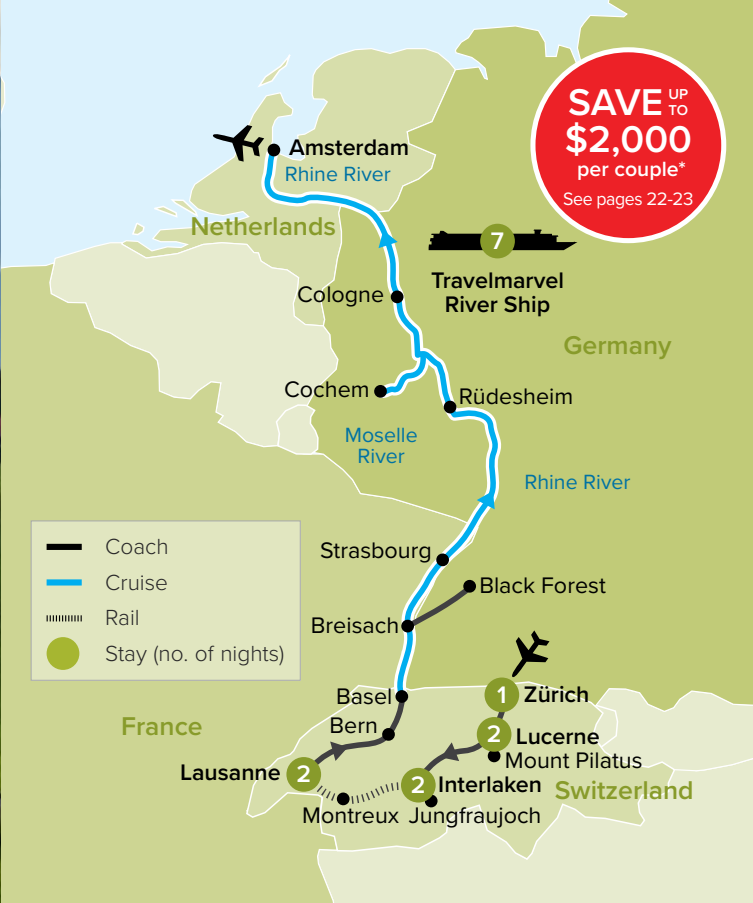 SAVE UP TO
$2,000
per couple*
See pages 22-23
Amsterdam
Rhine River
Netherlands
7
Travelmarvel
River Ship
Cologne
Germany
Cochem
Rüdesheim
Moselle
River
Rhine River
Coach
Cruise
Rail
Stay (no. of nights)
Strasbourg
Black Forest
Breisach
Basel
1 Zürich
France
Bern
2 Lucerne
Mount Pilatus
Lausanne 2
2 Interlaken
Switzerland
Montreux
Jungfraujoch